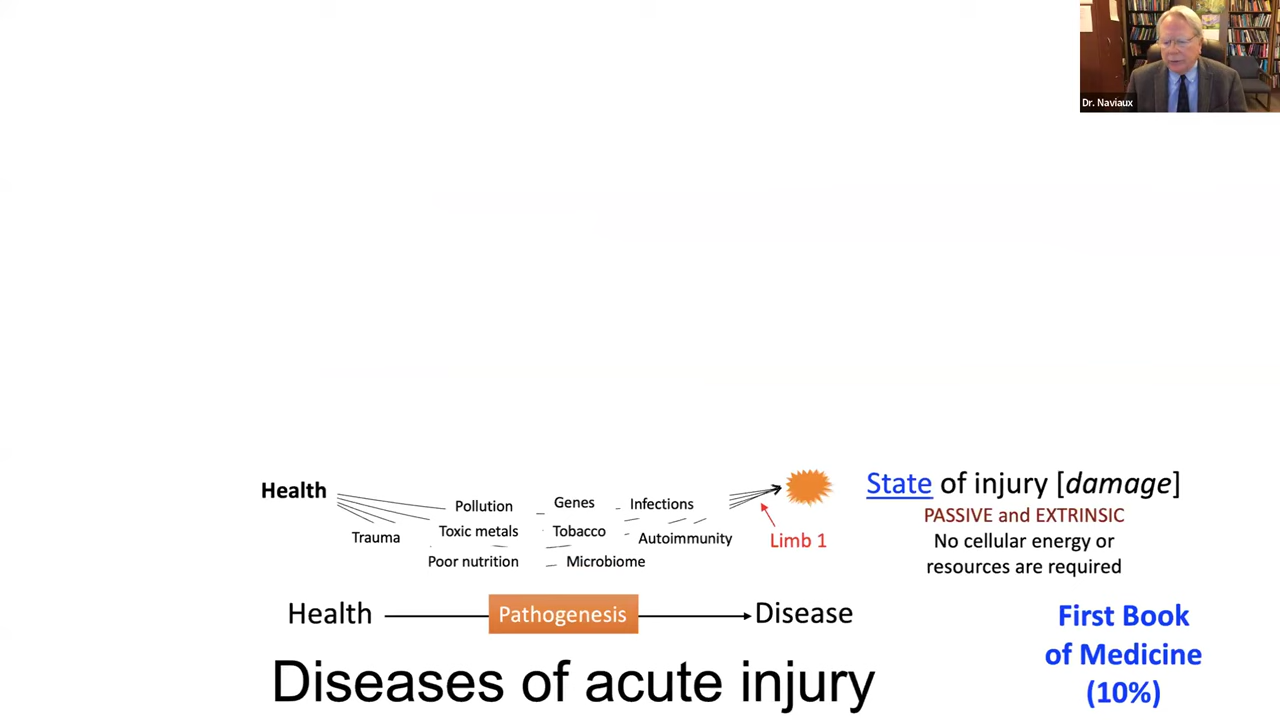 Dr. Naviaux
Health
Pollution
Genes
Infections
Trauma
Toxic metals
Tobacco
Autoimmunity
Poor nutrition
Microbiome
Limb 1
State of injury [damage]
PASSIVE and EXTRINSIC
No cellular energy or
resources are required
Health
Pathogenesis
Disease
First Book
of Medicine
(10%)
Diseases of acute injury